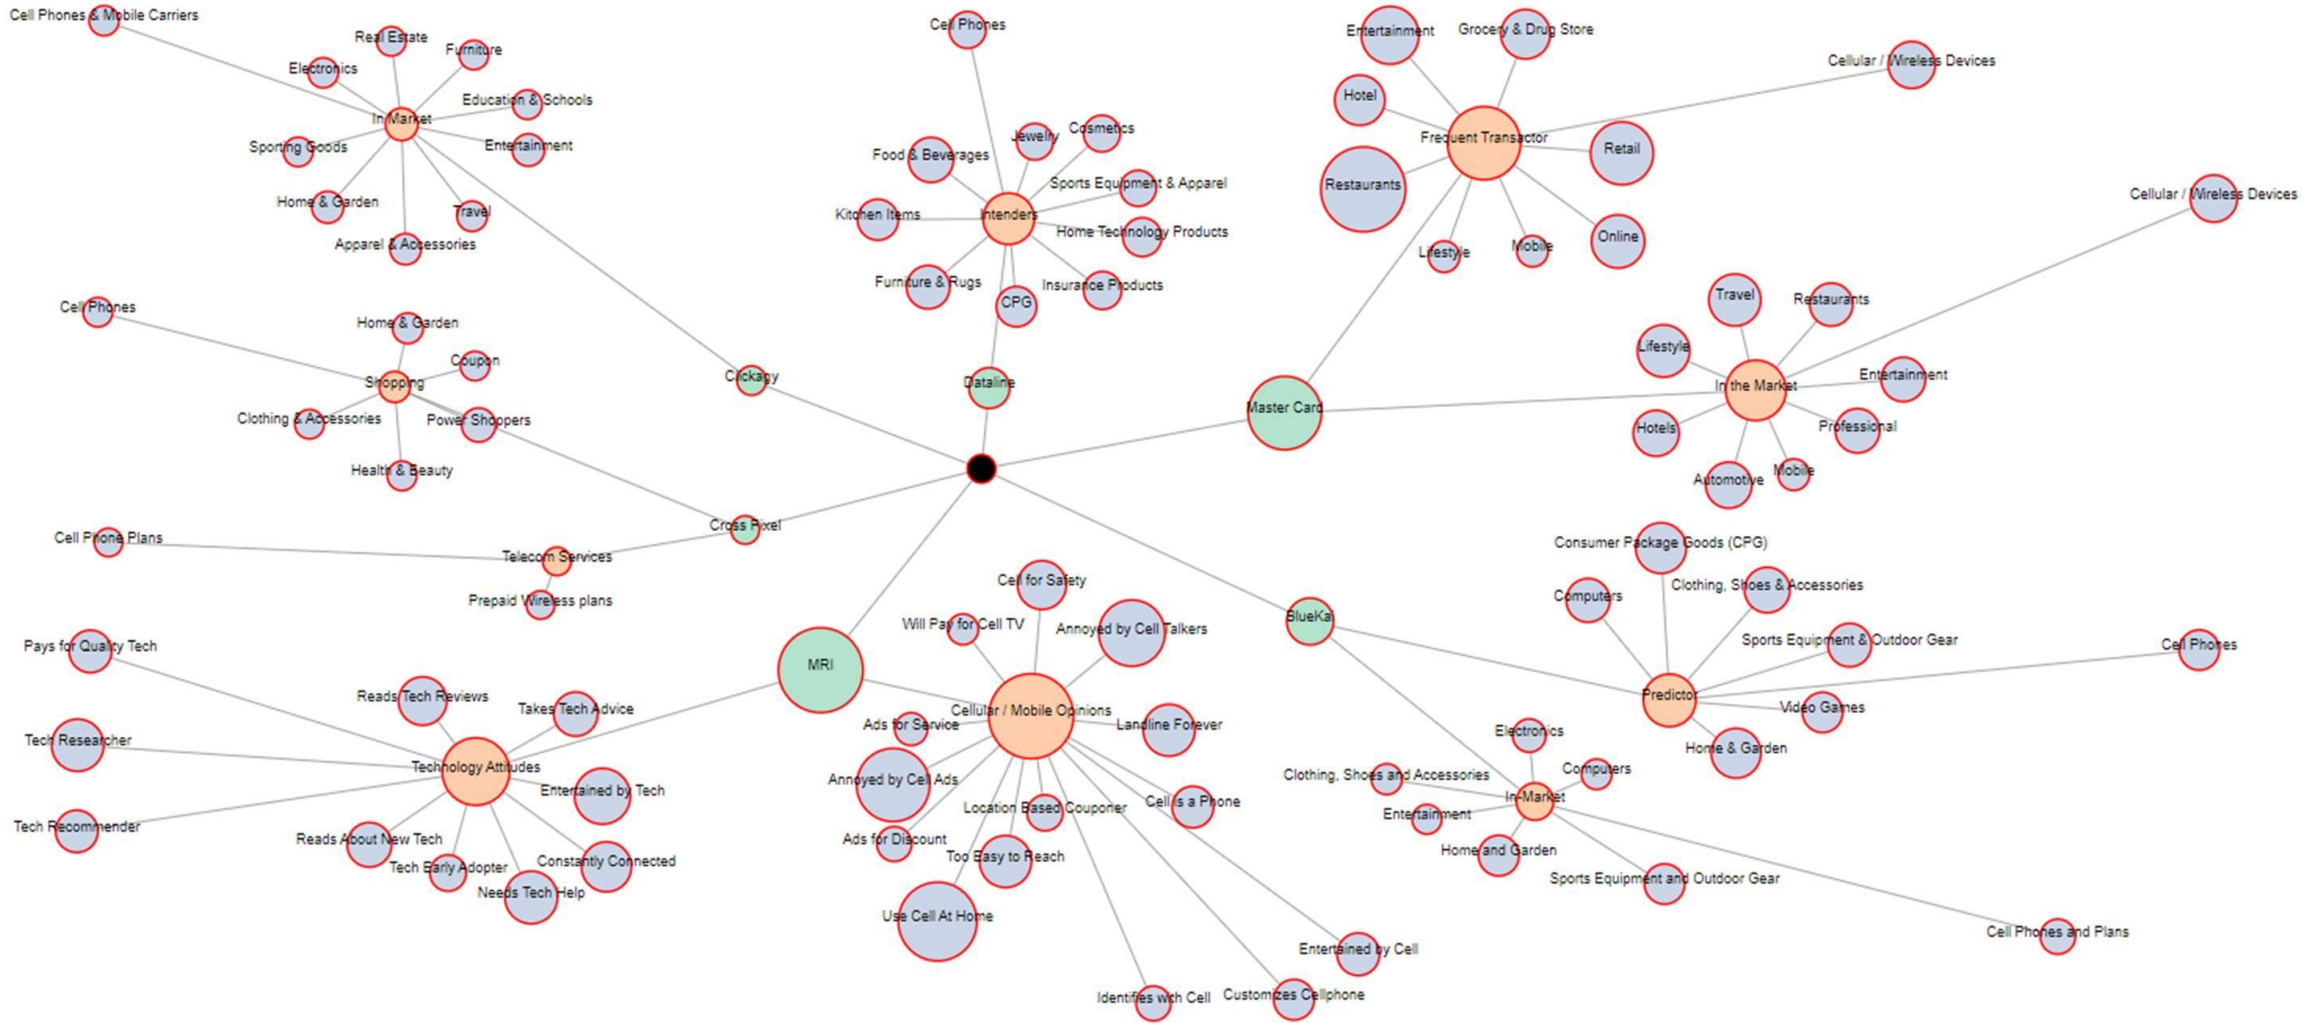 Cell Phones & Mobile Carriers
Real Estate
Furniture
Electronics
Education & Schools
In Market
Sporting Goods
Entertainment
Home & Garden
Travel
Apparel & Accessories
Cell Phones
Home & Garden
Coupon
Shopping
Clothing & Accessories
Power Shoppers
Health & Beauty
Clickagy
Cross Pixel
Cell Phone Plans
Telecom Services
Prepaid Wireless plans
Cell Phones
Jewelry
Cosmetics
Food & Beverages
Sports Equipment & Apparel
Kitchen Items
Intenders
Home Technology Products
Furniture & Rugs
CPG
Insurance Products
Dataline
Entertainment
Grocery & Drug Store
Cellular / Wireless Devices
Hotel
Frequent Transactor
Retail
Restaurants
Lifestyle
Mobile
Online
Master Card
Cellular / Wireless Devices
Travel
Restaurants
Lifestyle
In the Market
Entertainment
Hotels
Professional
Automotive
Mobile
Pays for Quality Tech
Reads Tech Reviews
Takes Tech Advice
Tech Researcher
Technology Attitudes
Entertained by Tech
Tech Recommender
Reads About New Tech
Tech Early Adopter
Constantly Connected
Needs Tech Help
MRI
Cell for Safety
Will Pay for Cell TV
Annoyed by Cell Talkers
Cellular / Mobile Opinions
Ads for Service
Landline Forever
Annoyed by Cell Ads
Location Based Couponer
Cell is a Phone
Ads for Discount
Too Easy to Reach
Use Cell At Home
Entertained by Cell
Identifies with Cell
Customizes Cellphone
BlueKai
Consumer Package Goods (CPG)
Clothing, Shoes & Accessories
Computers
Sports Equipment & Outdoor Gear
Cell Phones
Predictor
Video Games
Home & Garden
Electronics
Clothing, Shoes and Accessories
Computers
In-Market
Entertainment
Home and Garden
Sports Equipment and Outdoor Gear
Cell Phones and Plans